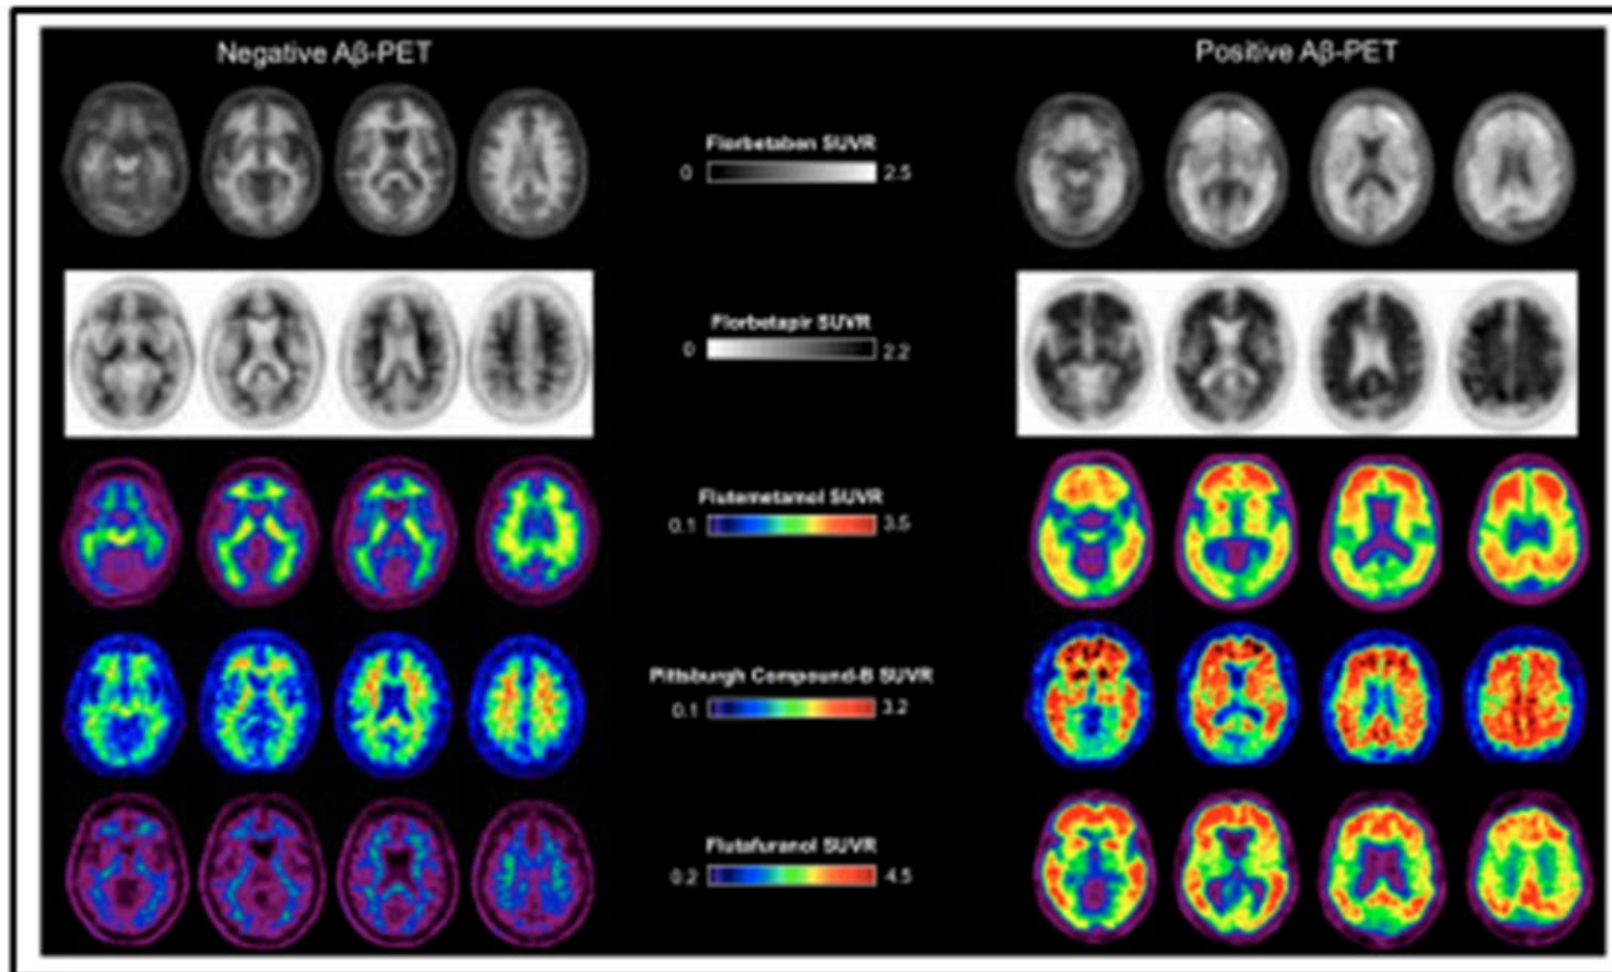 Negative Aβ-PET
Positive Aβ-PET
Florbetaben SUVR
0 2.5
Florbetapir SUVR
0 2.2
Flutemetamol SUVR
0.1 3.5
Pittsburgh Compound-B SUVR
0.1 3.2
Flutafuranol SUVR
0.2 4.5